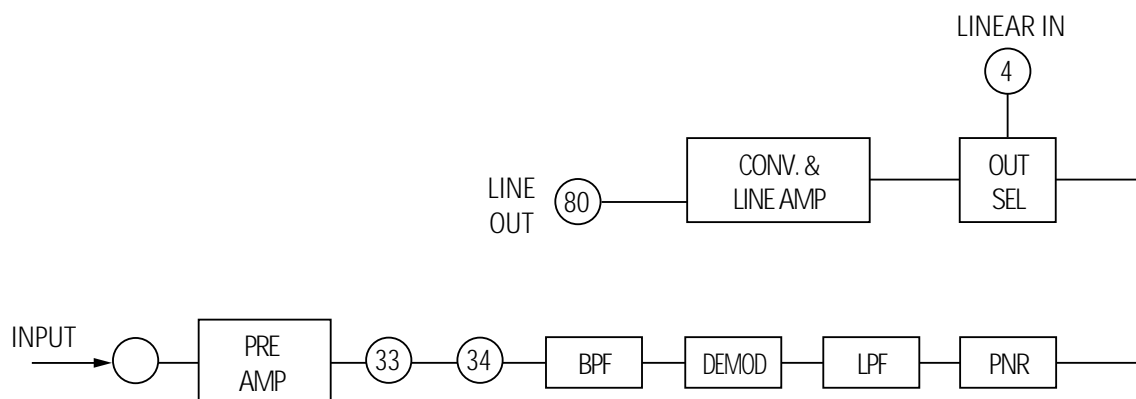 LINEAR IN
4
CONV. &
LINE AMP
OUT
SEL
LINE
OUT
80
INPUT
PRE
AMP
33
34
BPF
DEMOD
LPF
PNR